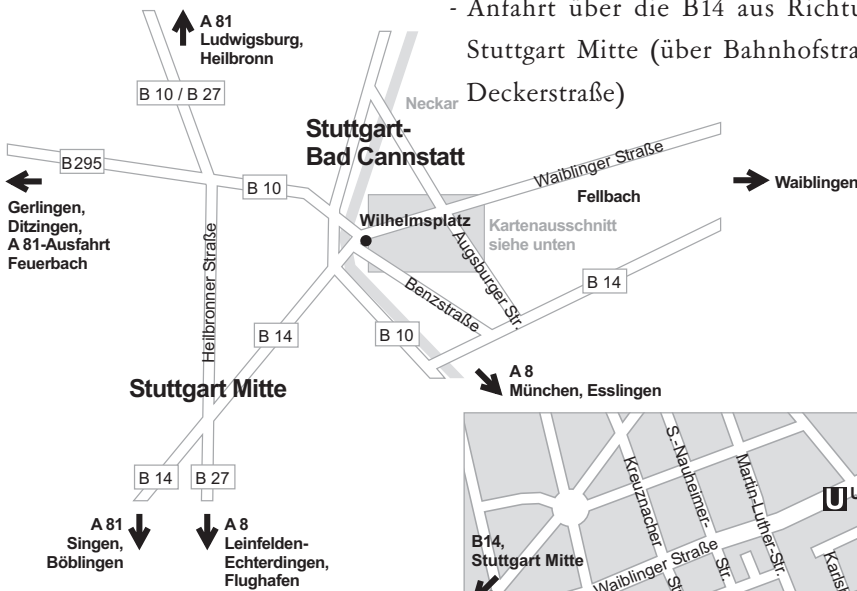 - Anfahrt über die B14 aus
Stuttgart Mitte (über
Deckerstraße)
A 81
Ludwigsburg,
Heilbronn
B 10 / B 27
Neckar
Stuttgart-
Bad Cannstatt
B295
B 10
Waiblinger Straße
Fellbach
Waiblingen
Gerlingen,
Ditzingen,
A 81-Ausfahrt
Feuerbach
Wilhelmsplatz
Kartenausschnitt
siehe unten
Heilbronner Straße
Augsburger Str.
Benzstraße
B 14
B 14
B 10
Stuttgart Mitte
A 8
München, Esslingen
B 14
B 27
A 81
Singen,
Böblingen
A 8
Leinfelden-
Echterdingen,
Flughafen
Kreuznacher
S.-Nauheimer-
Str.
Martin-Luther-Str.
U
B14,
Stuttgart Mitte
Waiblinger Straße